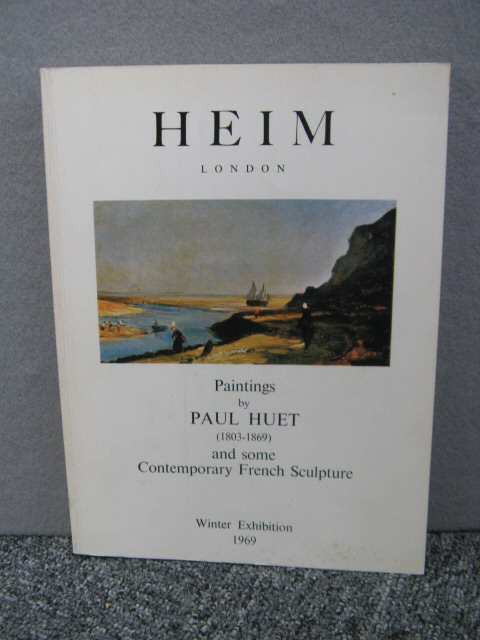 HEIM
LONDON
Paintings
by
PAUL HUET
(1803-1869)
and some
Contemporary French Sculpture
Winter Exhibition
1969